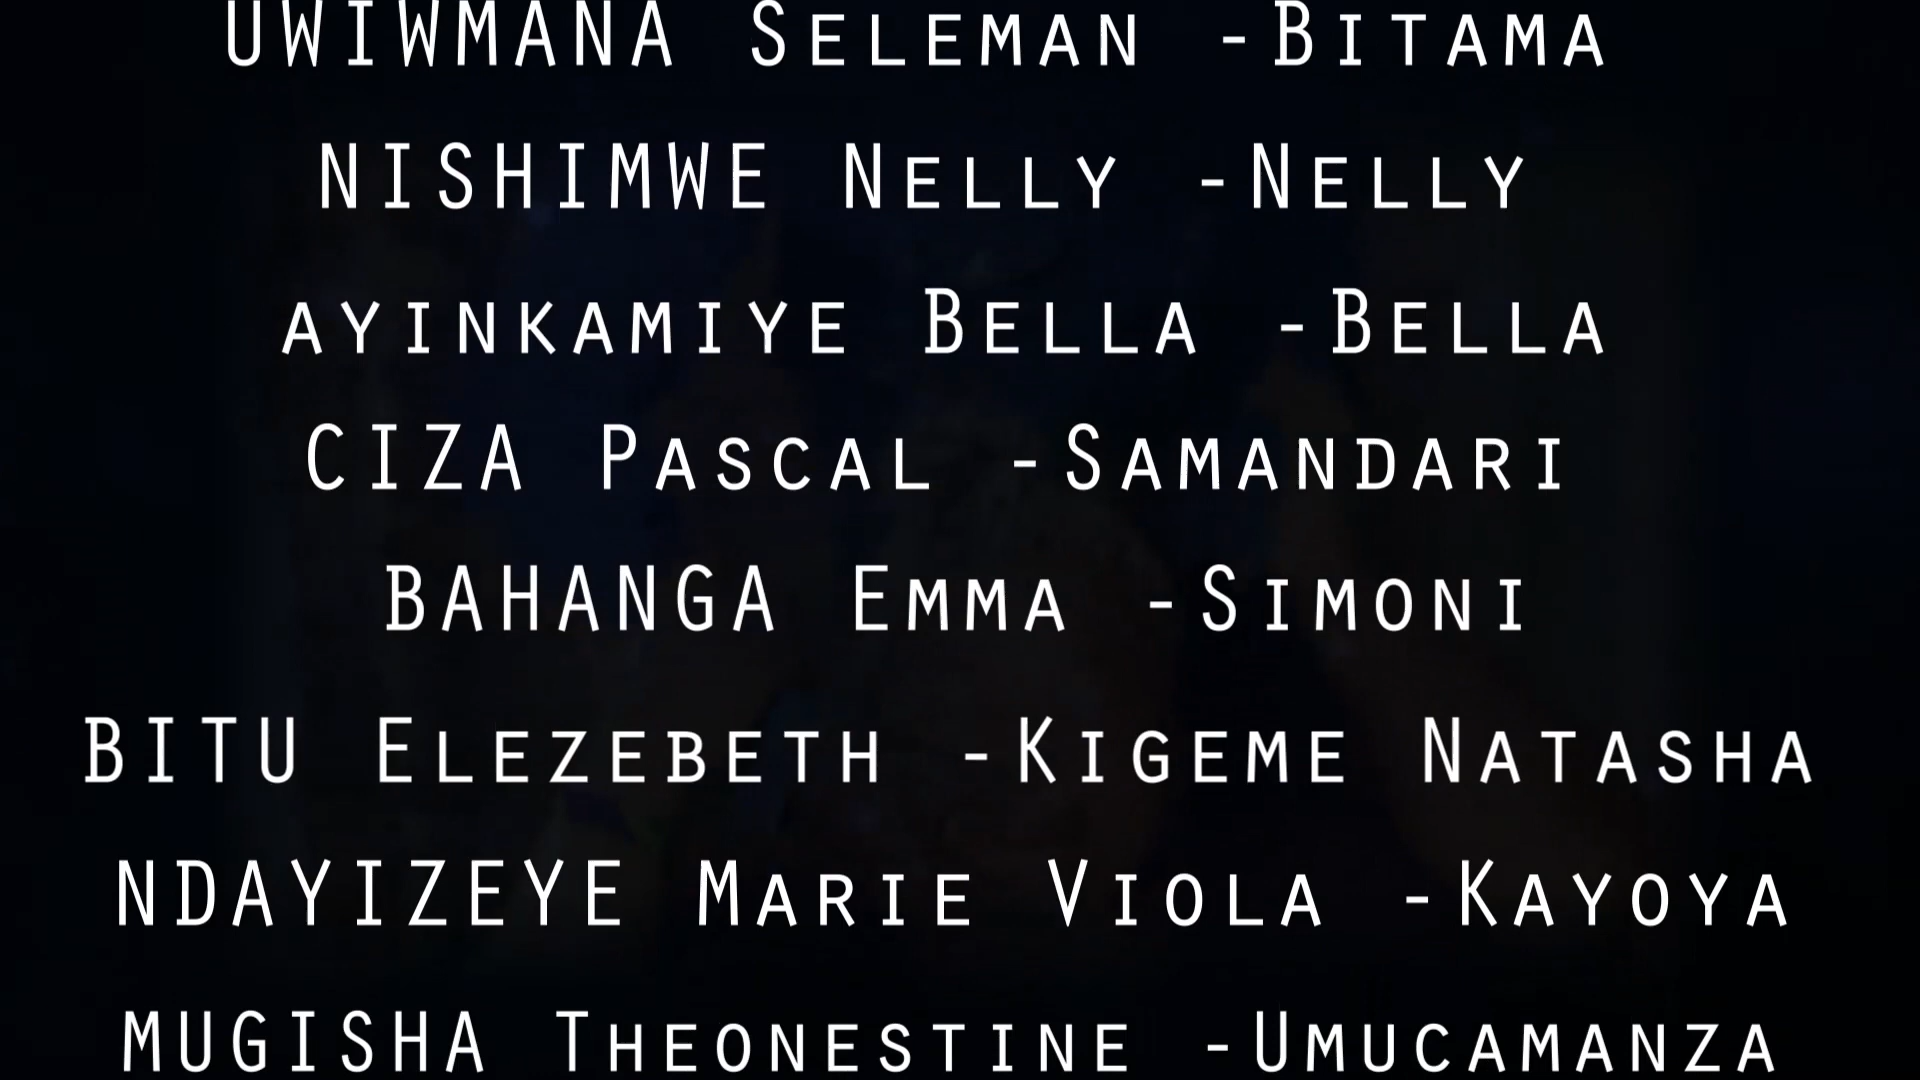 UWIWMANA Seleman -Bitama
NISHIMWE Nelly -Nelly
ayinkamiye Bella -Bella
CIZA Pascal -Samandari
BAHANGA Emma -Simoni
BITU Elezebeth -Kigeme Natasha
NDAYIZEYE Marie Viola -Kayoya
MUGISHA Theonestine -Umucamanza